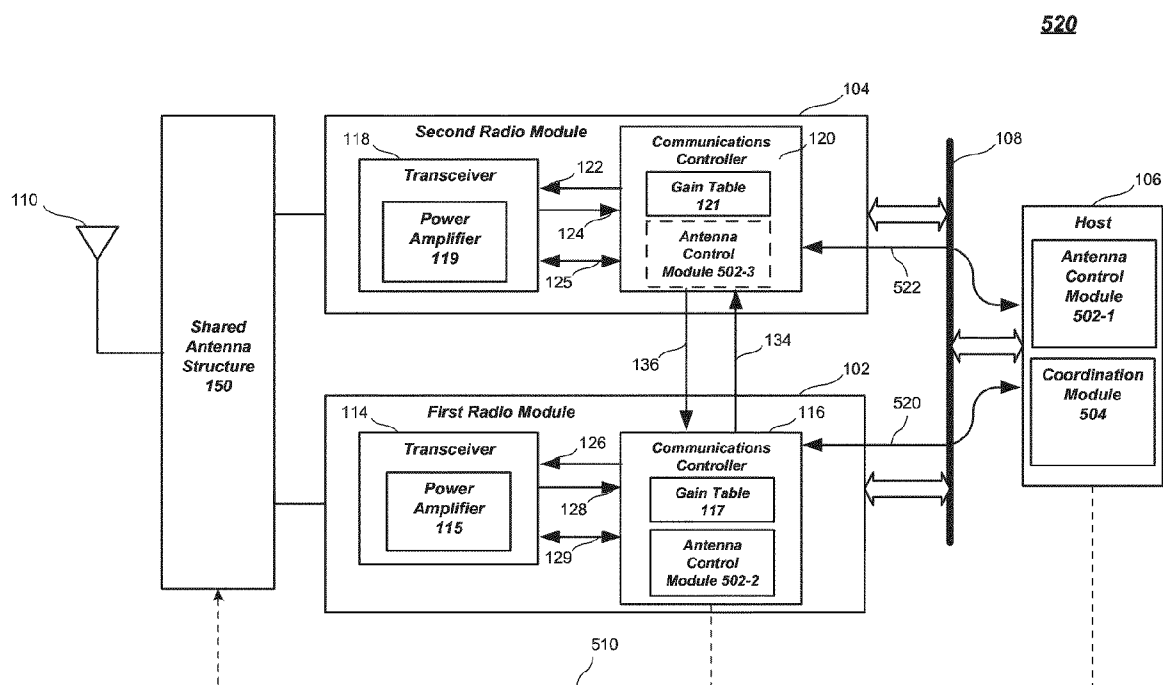 520
104
Second Radio Module
118
Transceiver
Power
Amplifier
119
122
124
125
Communications
Controller
120
Gain Table
121
Antenna
Control
Module 502-3
108
106
Host
Antenna
Control
Module
502-1
Coordination
Module
504
522
110
Shared
Antenna
Structure
150
136
134
102
First Radio Module
114
Transceiver
Power
Amplifier
115
126
128
129
116
Communications
Controller
Gain Table
117
Antenna
Control
Module 502-2
520
510